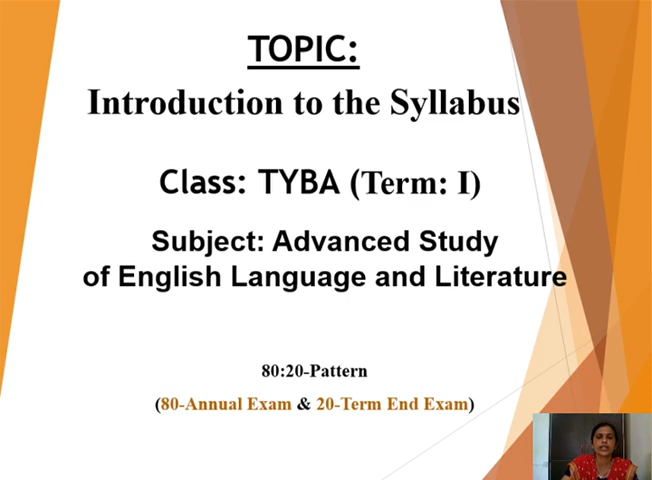 TOPIC:
Introduction to the Syllabus
Class: TYBA (Term: I)
Subject: Advanced Study
of English Language and Literature
80:20-Pattern
(80-Annual Exam & 20-Term End Exam)